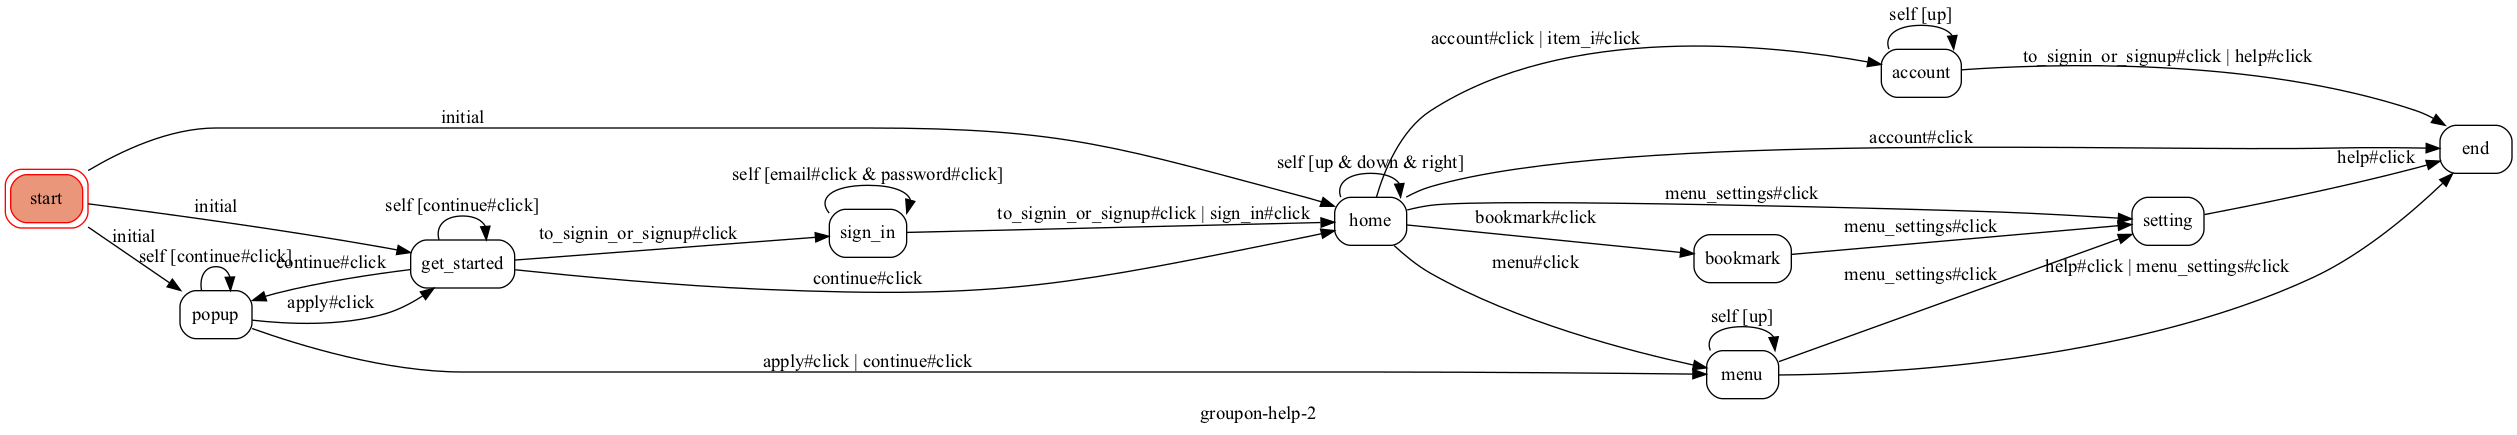 self [up]
account#click | item_i#click
to_signin_or_signup#click | help#click
account
initial
account#click
end
help#click
self [up & down & right]
self [email#click & password#click]
menu_settings#click
start
initial
self [continue#click]
to_signin_or_signup#click | sign_in#click
home
bookmark#click
setting
menu_settings#click
initial
to_signin_or_signup#click
sign_in
self [continue#click]
continue#click
get_started
bookmark
menu#click
help#click | menu_settings#click
menu_settings#click
continue#click
apply#click
popup
self [up]
apply#click | continue#click
menu
groupon-help-2